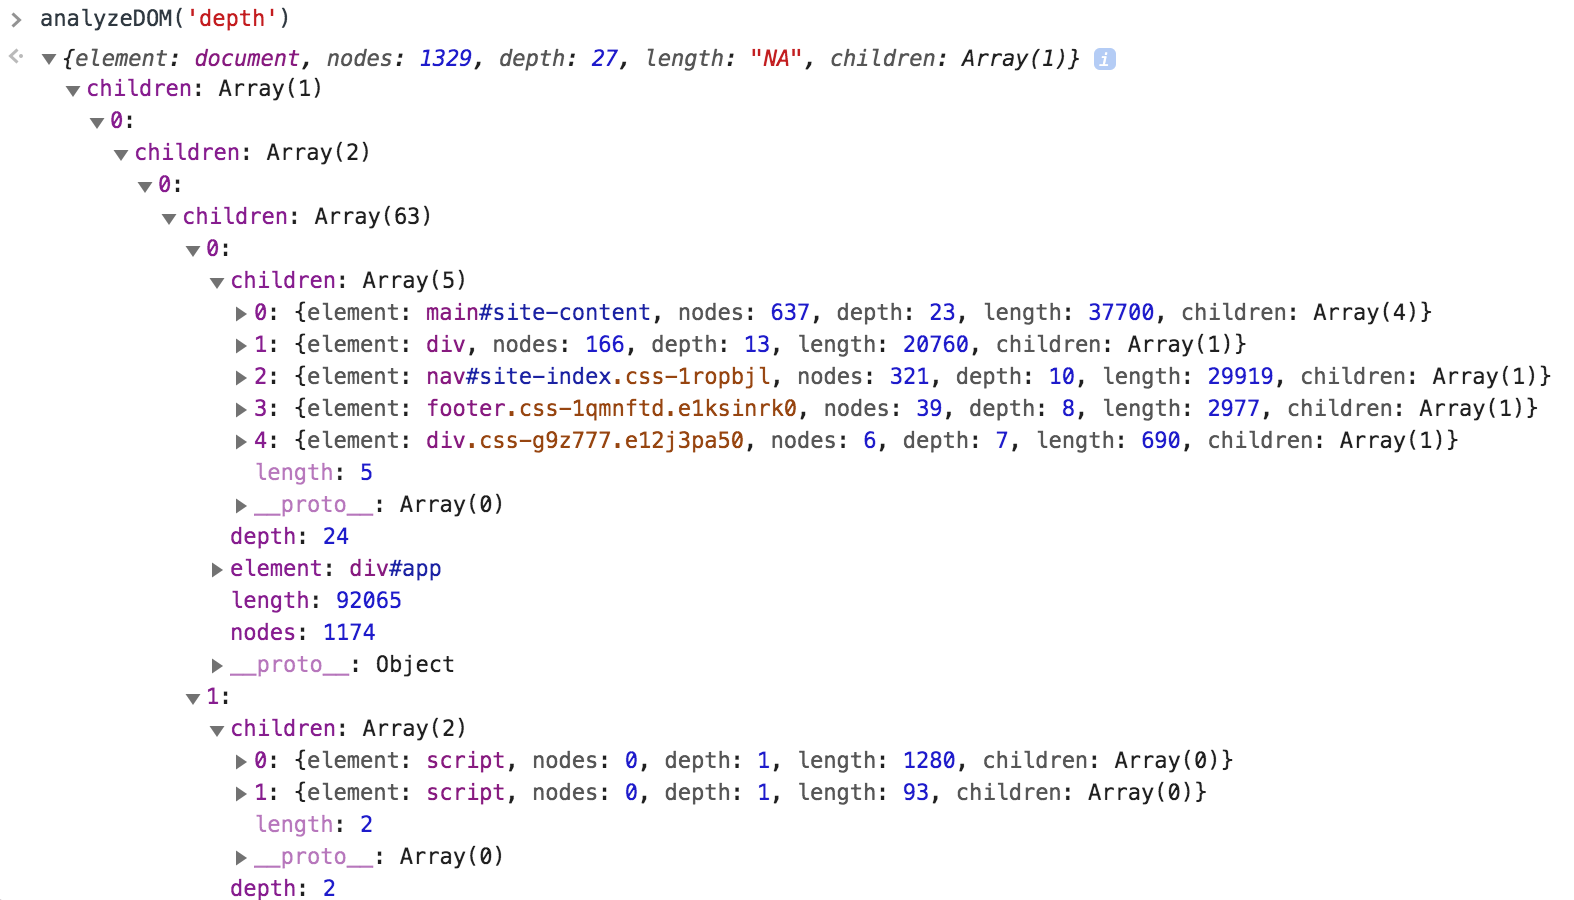 analyzeDOM('depth')
{element: document, nodes: 1329, depth: 27, length: "NA", children: Array(1)} i
children: Array(1)
0:
children: Array(2)
0:
children: Array(63)
0:
children: Array(5)
0: {element: main#site-content, nodes: 637, depth: 23, length: 37700, children: Array(4)}
1: {element: div, nodes: 166, depth: 13, length: 20760, children: Array(1)}
2: {element: nav#site-index.css-1ropbjl, nodes: 321, depth: 10, length: 29919, children: Array(1)}
3: {element: footer.css-1qmnftd.e1ksinrk0, nodes: 39, depth: 8, length: 2977, children: Array(1)}
4: {element: div.css-g9z777.e12j3pa50, nodes: 6, depth: 7, length: 690, children: Array(1)}
length: 5
__proto__: Array(0)
depth: 24
element: div#app
length: 92065
nodes: 1174
__proto__: Object
1:
children: Array(2)
0: {element: script, nodes: 0, depth: 1, length: 1280, children: Array(0)}
1: {element: script, nodes: 0, depth: 1, length: 93, children: Array(0)}
length: 2
__proto__: Array(0)
depth: 2